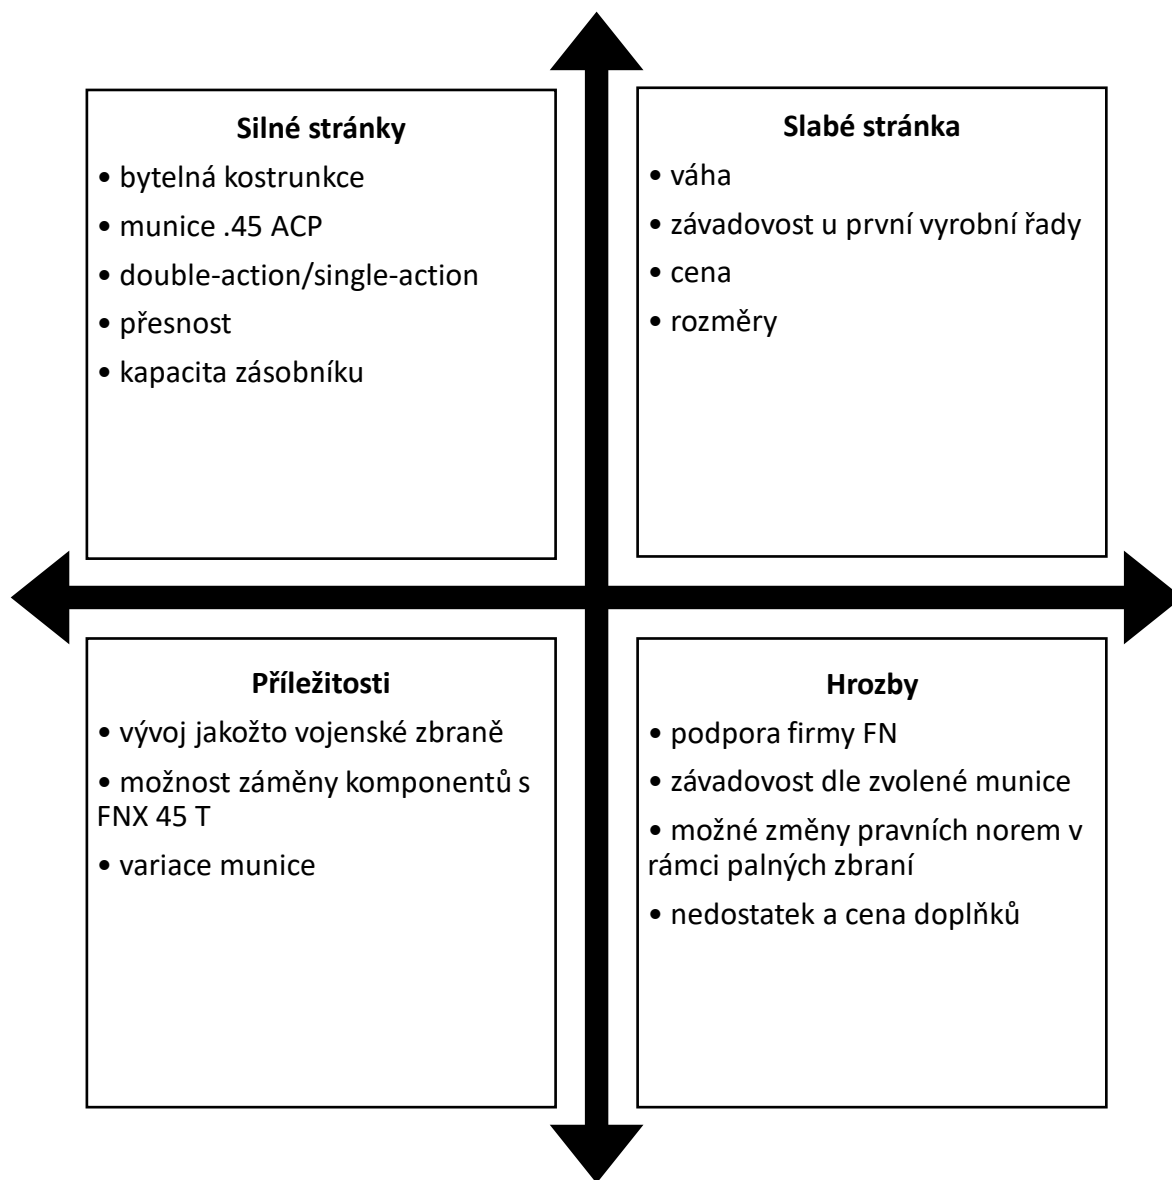 Silné stránky
• bytelná kostrunkce
• munice .45 ACP
• double-action/single-action
• přesnost
• kapacita zásobníku
Slabé stránka
• váha
• závadovost u první vyrobní řady
• cena
• rozměry
Příležitosti
• vývoj jakožto vojenské zbraně
• možnost záměny komponentů s
FNX 45 T
• variace munice
Hrozby
• podpora firmy FN
• závadovost dle zvolené munice
• možné změny pravních norem v
rámci palných zbraní
• nedostatek a cena doplňků